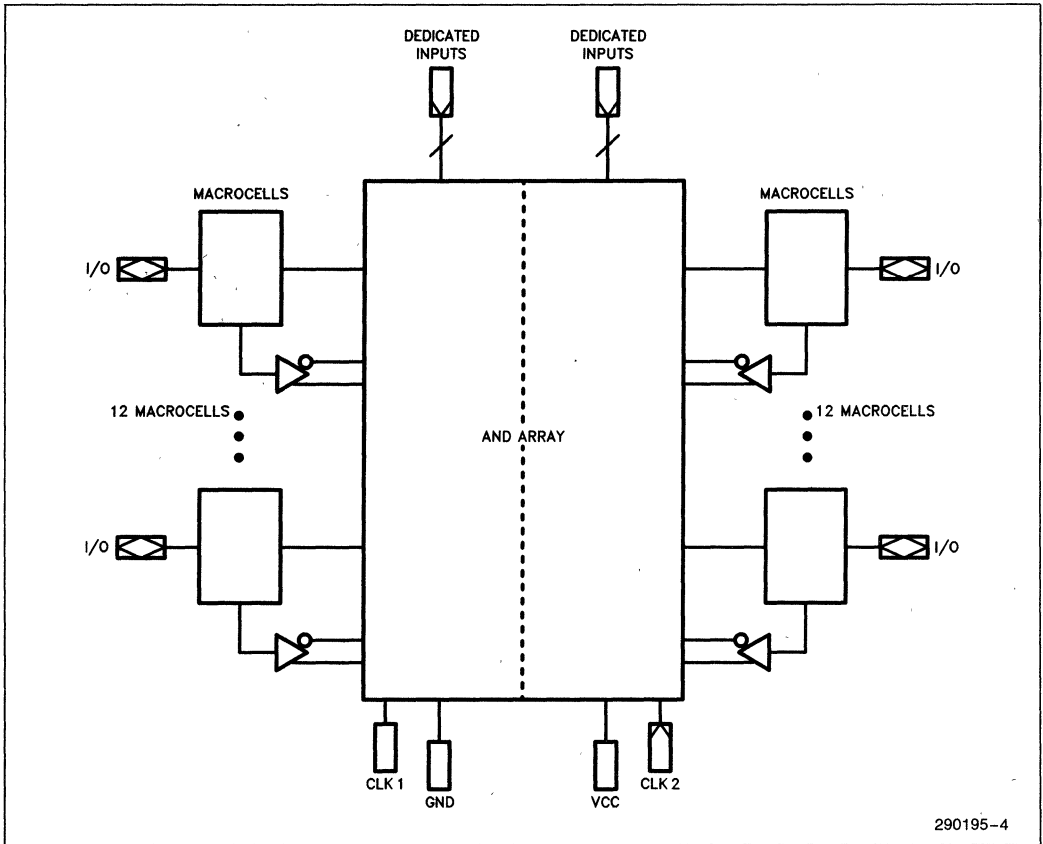 DEDICATED
INPUTS
DEDICATED
INPUTS
MACROCELLS
MACROCELLS
I/O
I/O
12 MACROCELLS
12 MACROCELLS
AND ARRAY
I/O
I/O
CLK 1
GND
VCC
CLK 2
290195-4